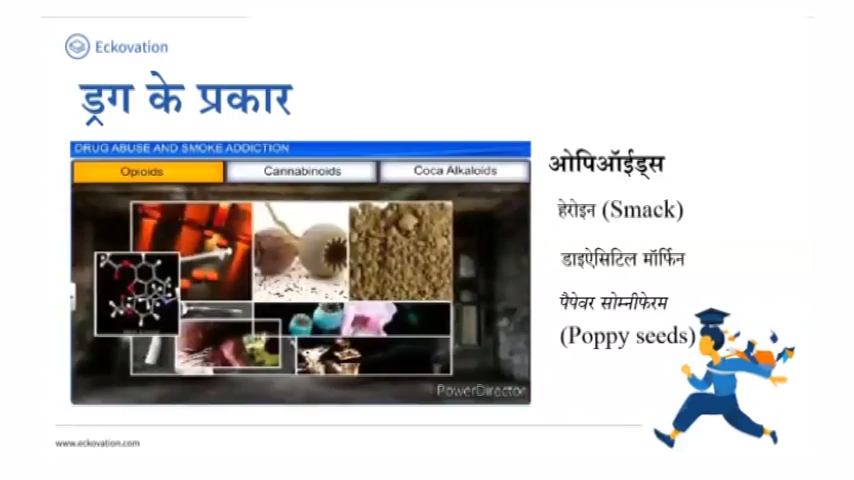 Eckovation
ड्रग के प्रकार
DRUG ABUSE AND SMOKE ADDICTION
Opioids
Cannabinoids
Coca Alkaloids
ओपिऑईड्स
हेरोइन (Smack)
डाइऐसिटिल मॉर्फिन
पैपेवर सोम्नीफेरम
(Poppy seeds)
PowerDirector
www.eckovation.com